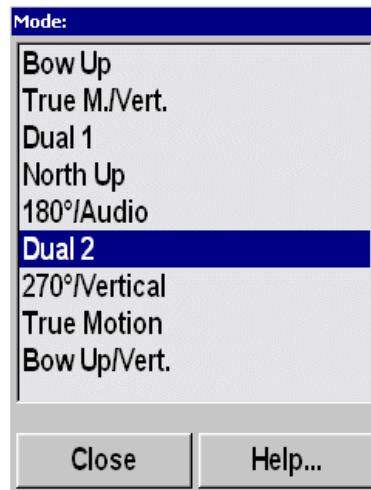 Mode:
Bow Up
True M./Vert.
Dual 1
North Up
180°/Audio
Dual 2
270°/Vertical
True Motion
Bow Up/Vert.
Close Help...